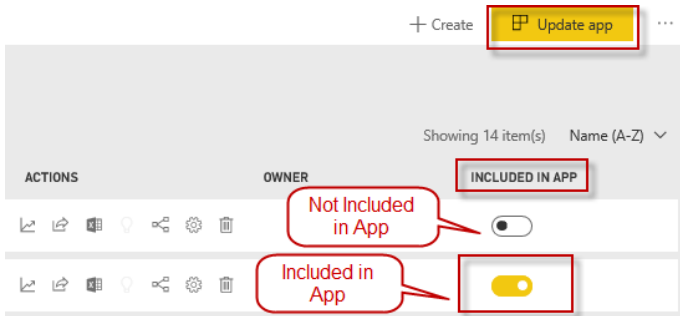 + Create Update app ...
Showing 14 item(s) Name (A-Z)
ACTIONS OWNER INCLUDED IN APP
Not Included
in App
Included in
App